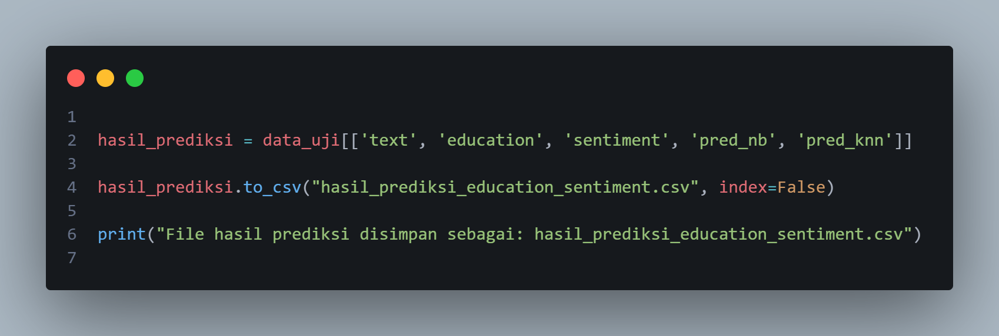 1
2 hasil_prediksi = data_uji[['text', 'education', 'sentiment', 'pred_nb', 'pred_knn']]
3
4 hasil_prediksi.to_csv("hasil_prediksi_education_sentiment.csv", index=False)
5
6 print("File hasil prediksi disimpan sebagai: hasil_prediksi_education_sentiment.csv")
7